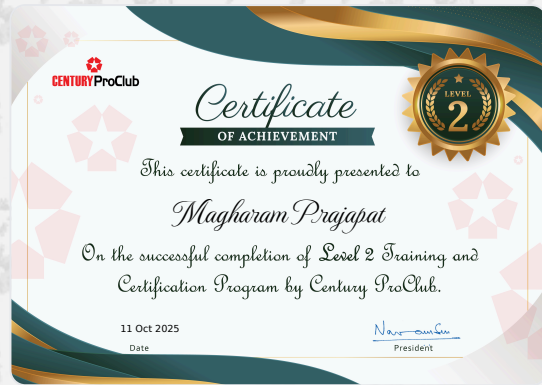 CENTURY ProClub
LEVEL
2
Certificate
OF ACHIEVEMENT
This certificate is proudly presented to
Magharam Prajapat
On the successful completion of Level 2 Training and
Certification Program by Century ProClub.
11 Oct 2025
Date
President